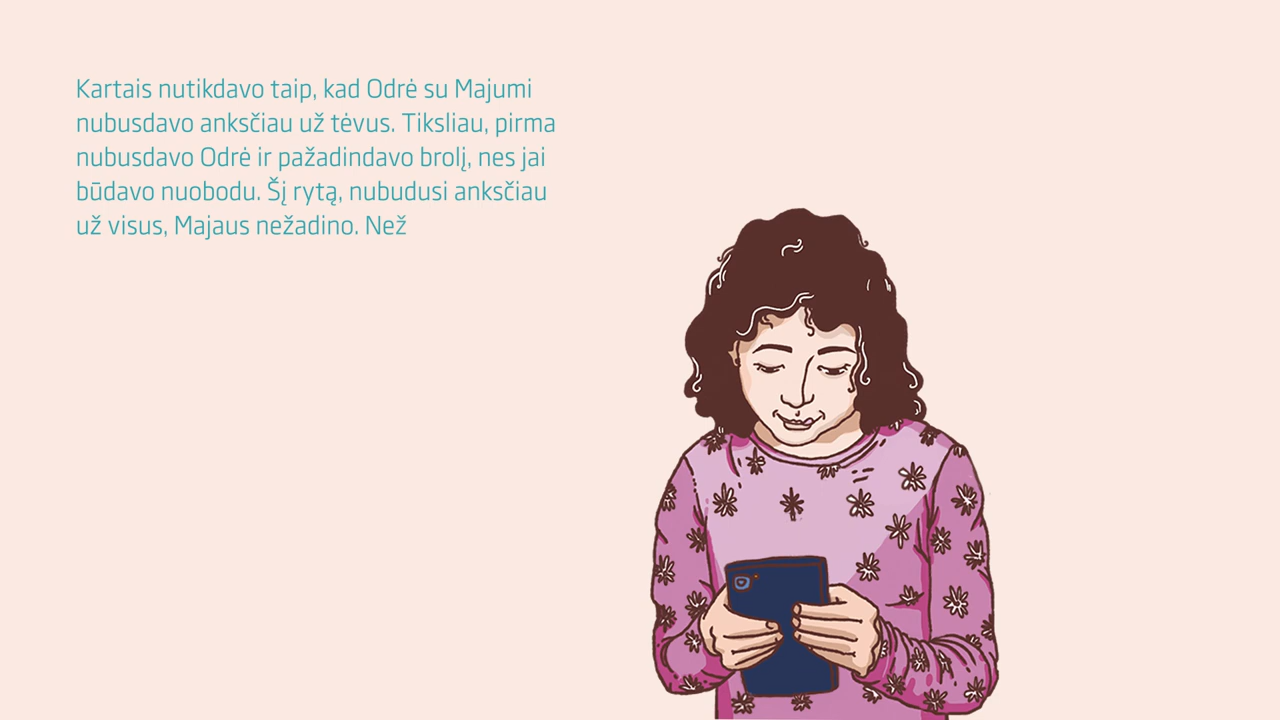 Kartais nutikdavo taip, kad Odrė su Majumi
nubusdavo anksčiau už tėvus. Tiksliau, pirma
nubusdavo Odrė ir pažadindavo brolį, nes jai
būdavo nuobodu. Šį rytą, nubudusi anksčiau
už visus, Majaus nežadino. Než